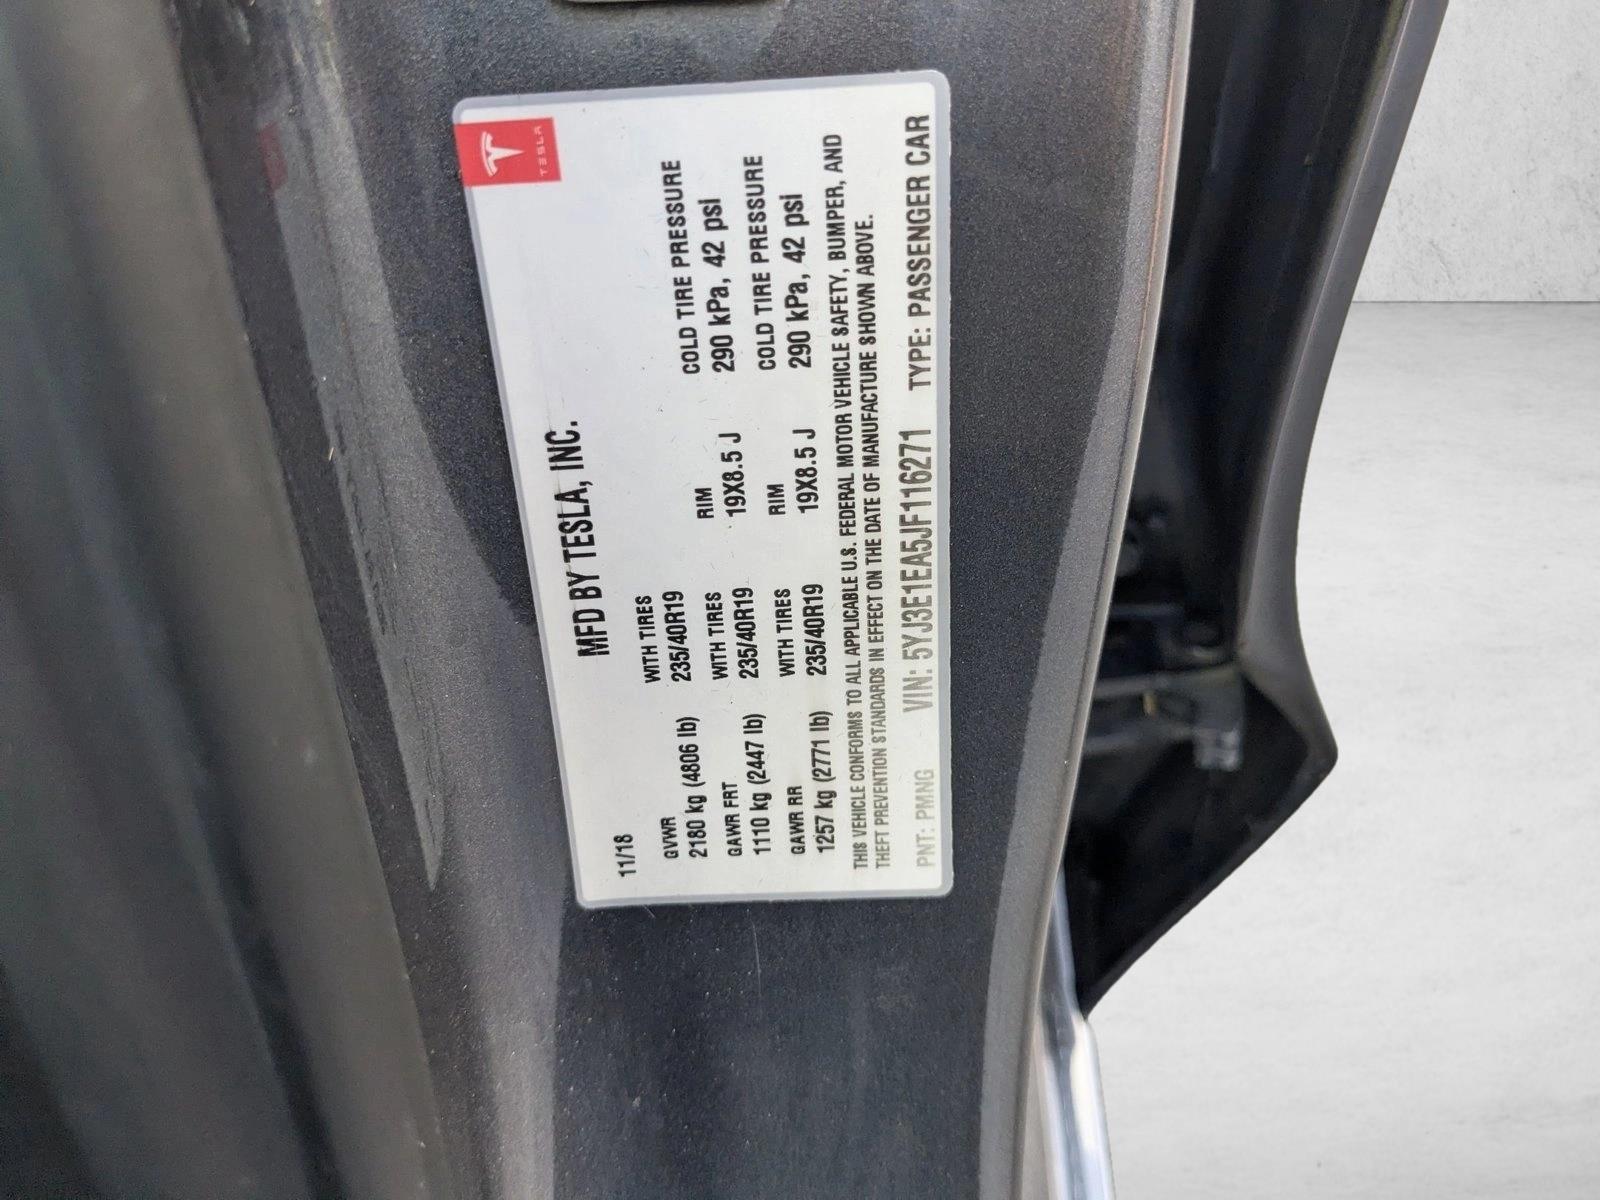 TESLA
MFD BY TESLA, INC.
11/18
GVWR
2180 kg (4806 lb)
WITH TIRES
235/40R19
RIM
19X8.5 J
COLD TIRE PRESSURE
290 kPa, 42 psi
GAWR FRT
1110 kg (2447 lb)
WITH TIRES
235/40R19
RIM
19X8.5 J
COLD TIRE PRESSURE
290 kPa, 42 psi
GAWR RR
1257 kg (2771 lb)
WITH TIRES
235/40R19
THIS VEHICLE CONFORMS TO ALL APPLICABLE U.S. FEDERAL MOTOR VEHICLE SAFETY, BUMPER, AND
THEFT PREVENTION STANDARDS IN EFFECT ON THE DATE OF MANUFACTURE SHOWN ABOVE.
PNT: PMNG VIN: 5YJ3E1EA5JF116271 TYPE: PASSENGER CAR